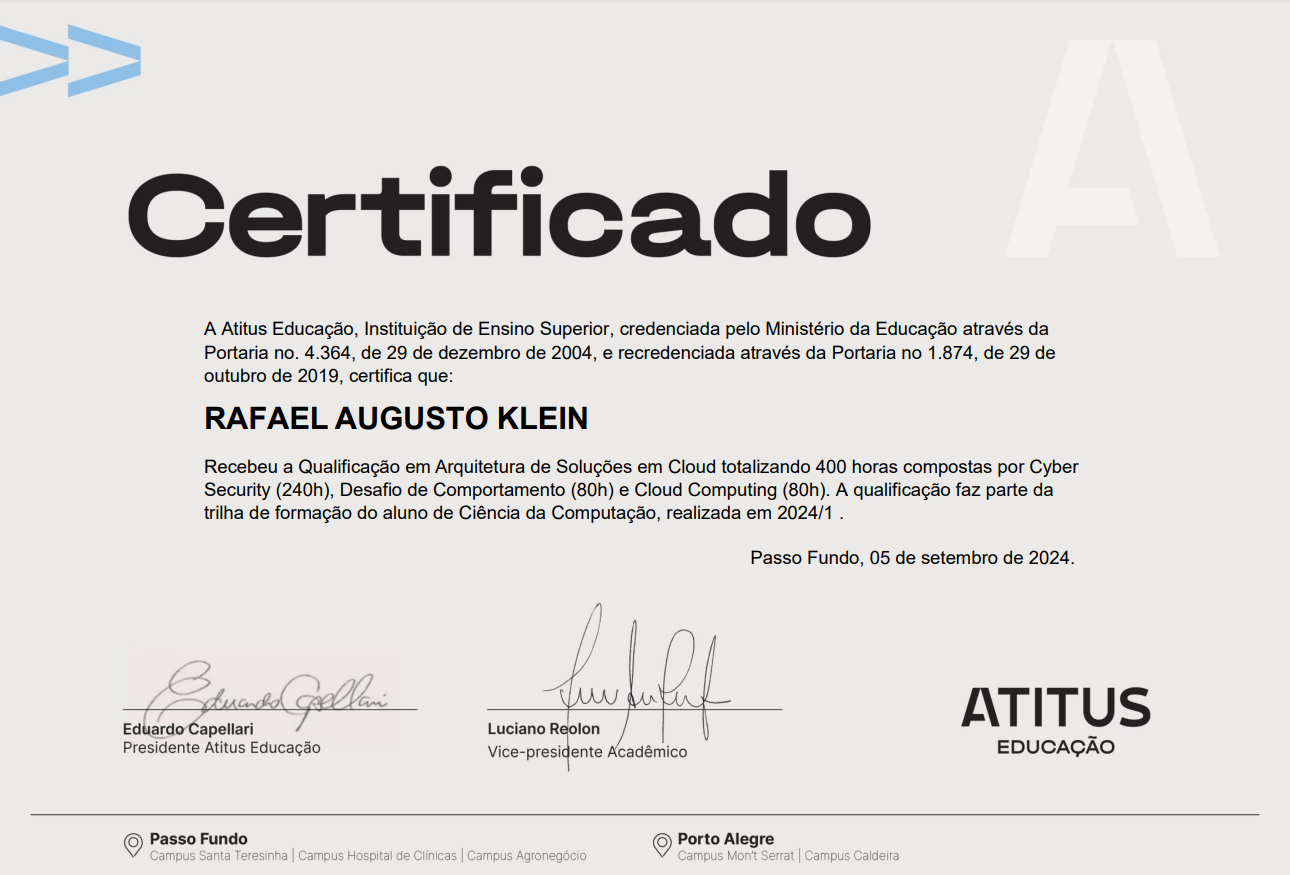 Certificado
A Atitus Educação, Instituição de Ensino Superior, credenciada pelo Ministério da Educação através da
Portaria no. 4.364, de 29 de dezembro de 2004, e recredenciada através da Portaria no 1.874, de 29 de
outubro de 2019, certifica que:
RAFAEL AUGUSTO KLEIN
Recebeu a Qualificação em Arquitetura de Soluções em Cloud totalizando 400 horas compostas por Cyber
Security (240h), Desafio de Comportamento (80h) e Cloud Computing (80h). A qualificação faz parte da
trilha de formação do aluno de Ciência da Computação, realizada em 2024/1 .
Passo Fundo, 05 de setembro de 2024.
Eduardo Capellari
Eduardo Capellari
Presidente Atitus Educação
Luciano Reolon
Vice-presidente Acadêmico
ATITUS
EDUCAÇÃO
Passo Fundo
Campus Santa Teresinha | Campus Hospital de Clínicas | Campus Agronegócio
Porto Alegre
Campus Mon't Serrat | Campus Caldeira